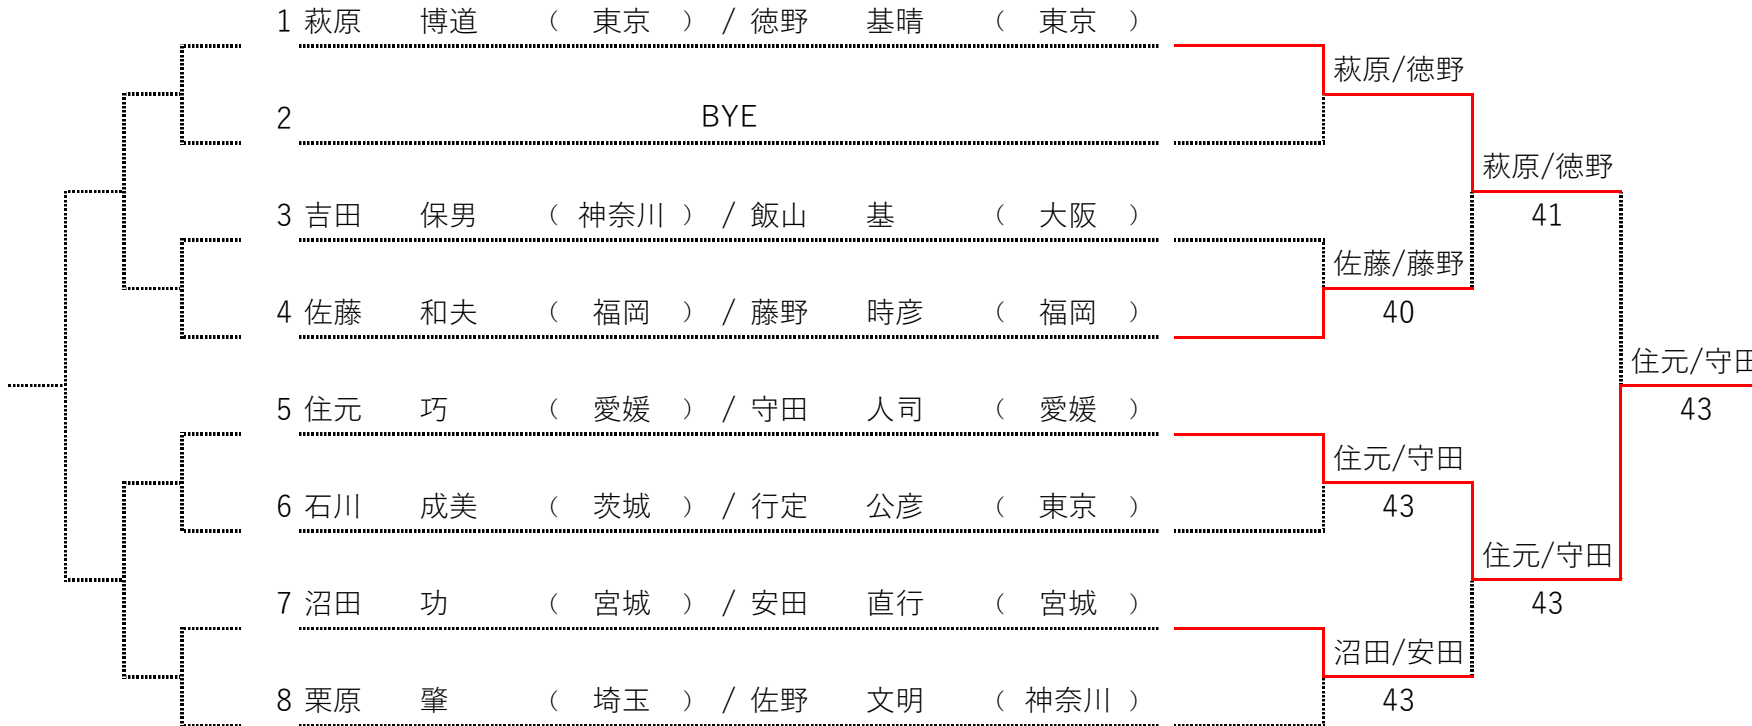 1 萩原 博道 （ 東京 ） / 徳野 基晴 （ 東京 ）
萩原/徳野
2 BYE
萩原/徳野
3 吉田 保男 （ 神奈川 ） / 飯山 基 （ 大阪 ）
41
佐藤/藤野
4 佐藤 和夫 （ 福岡 ） / 藤野 時彦 （ 福岡 ）
40
住元/守田
5 住元 巧 （ 愛媛 ） / 守田 人司 （ 愛媛 ）
43
住元/守田
6 石川 成美 （ 茨城 ） / 行定 公彦 （ 東京 ）
43
住元/守田
7 沼田 功 （ 宮城 ） / 安田 直行 （ 宮城 ）
43
沼田/安田
8 栗原 肇 （ 埼玉 ） / 佐野 文明 （ 神奈川 ）
43